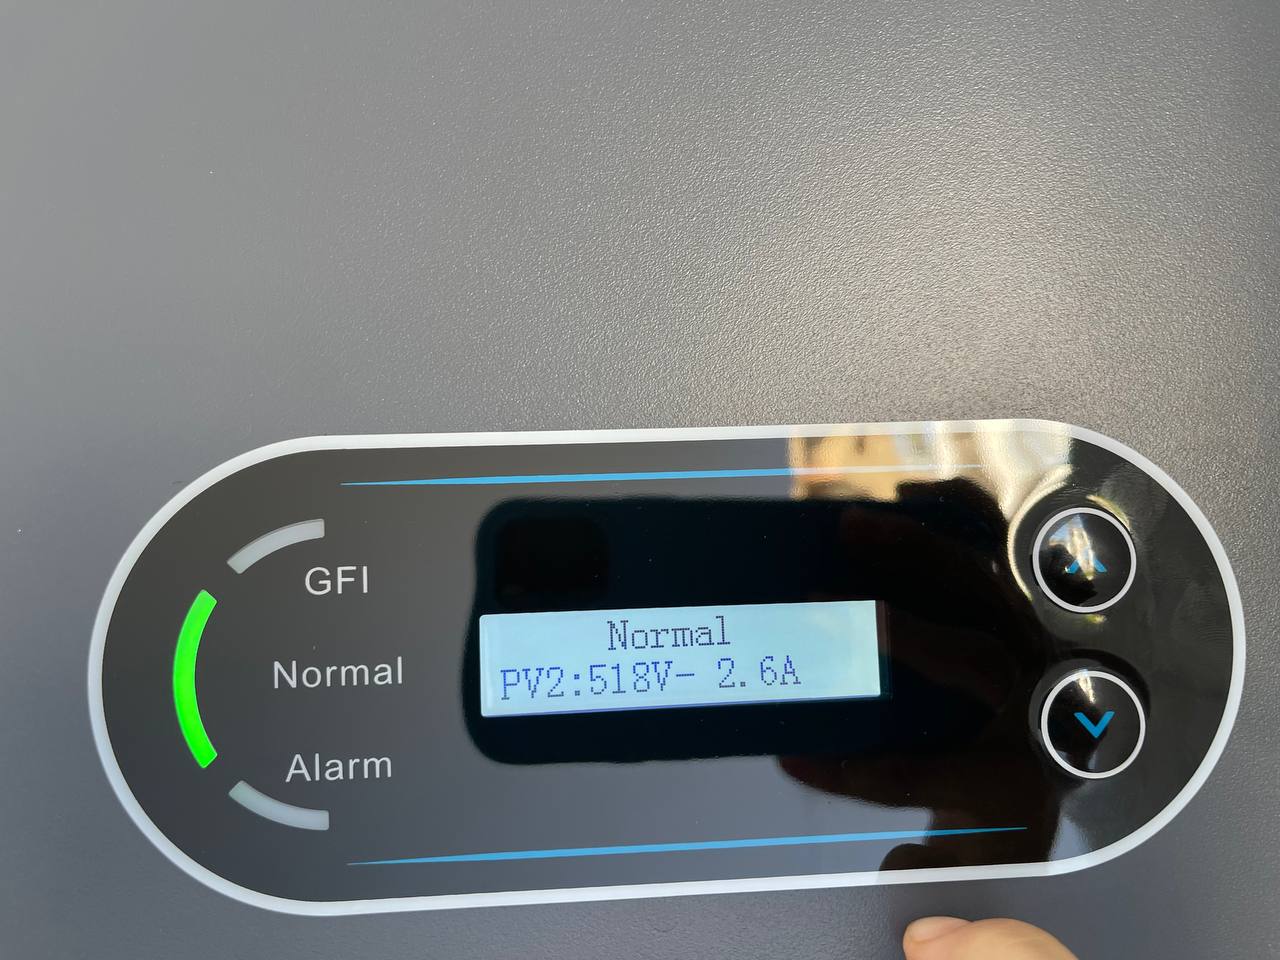 GFI
Normal
Alarm
Normal
PV2:518V- 2.6A